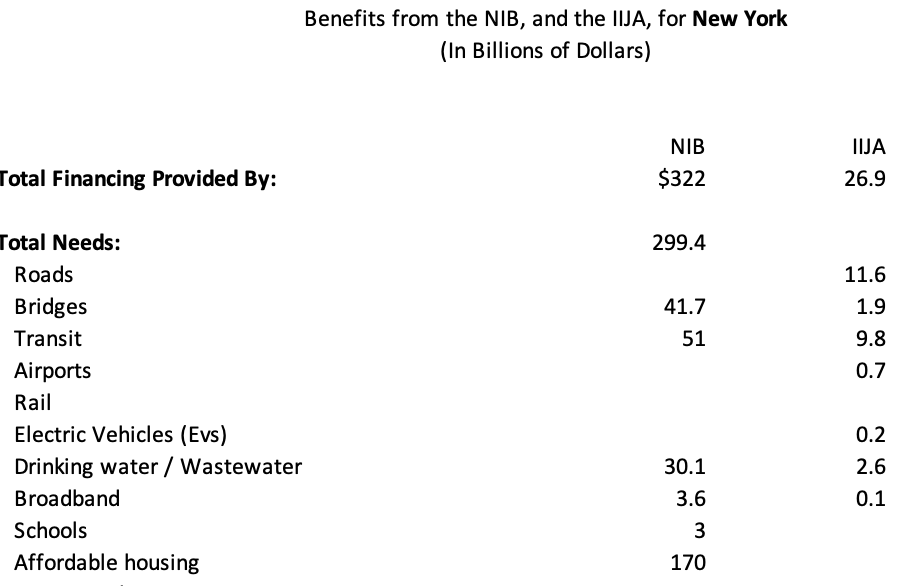 Benefits from the NIB, and the IIJA, for New York
(In Billions of Dollars)
NIB IIJA
Total Financing Provided By: $322 26.9
Total Needs: 299.4
Roads 11.6
Bridges 41.7 1.9
Transit 51 9.8
Airports 0.7
Rail
Electric Vehicles (Evs) 0.2
Drinking water / Wastewater 30.1 2.6
Broadband 3.6 0.1
Schools 3
Affordable housing 170